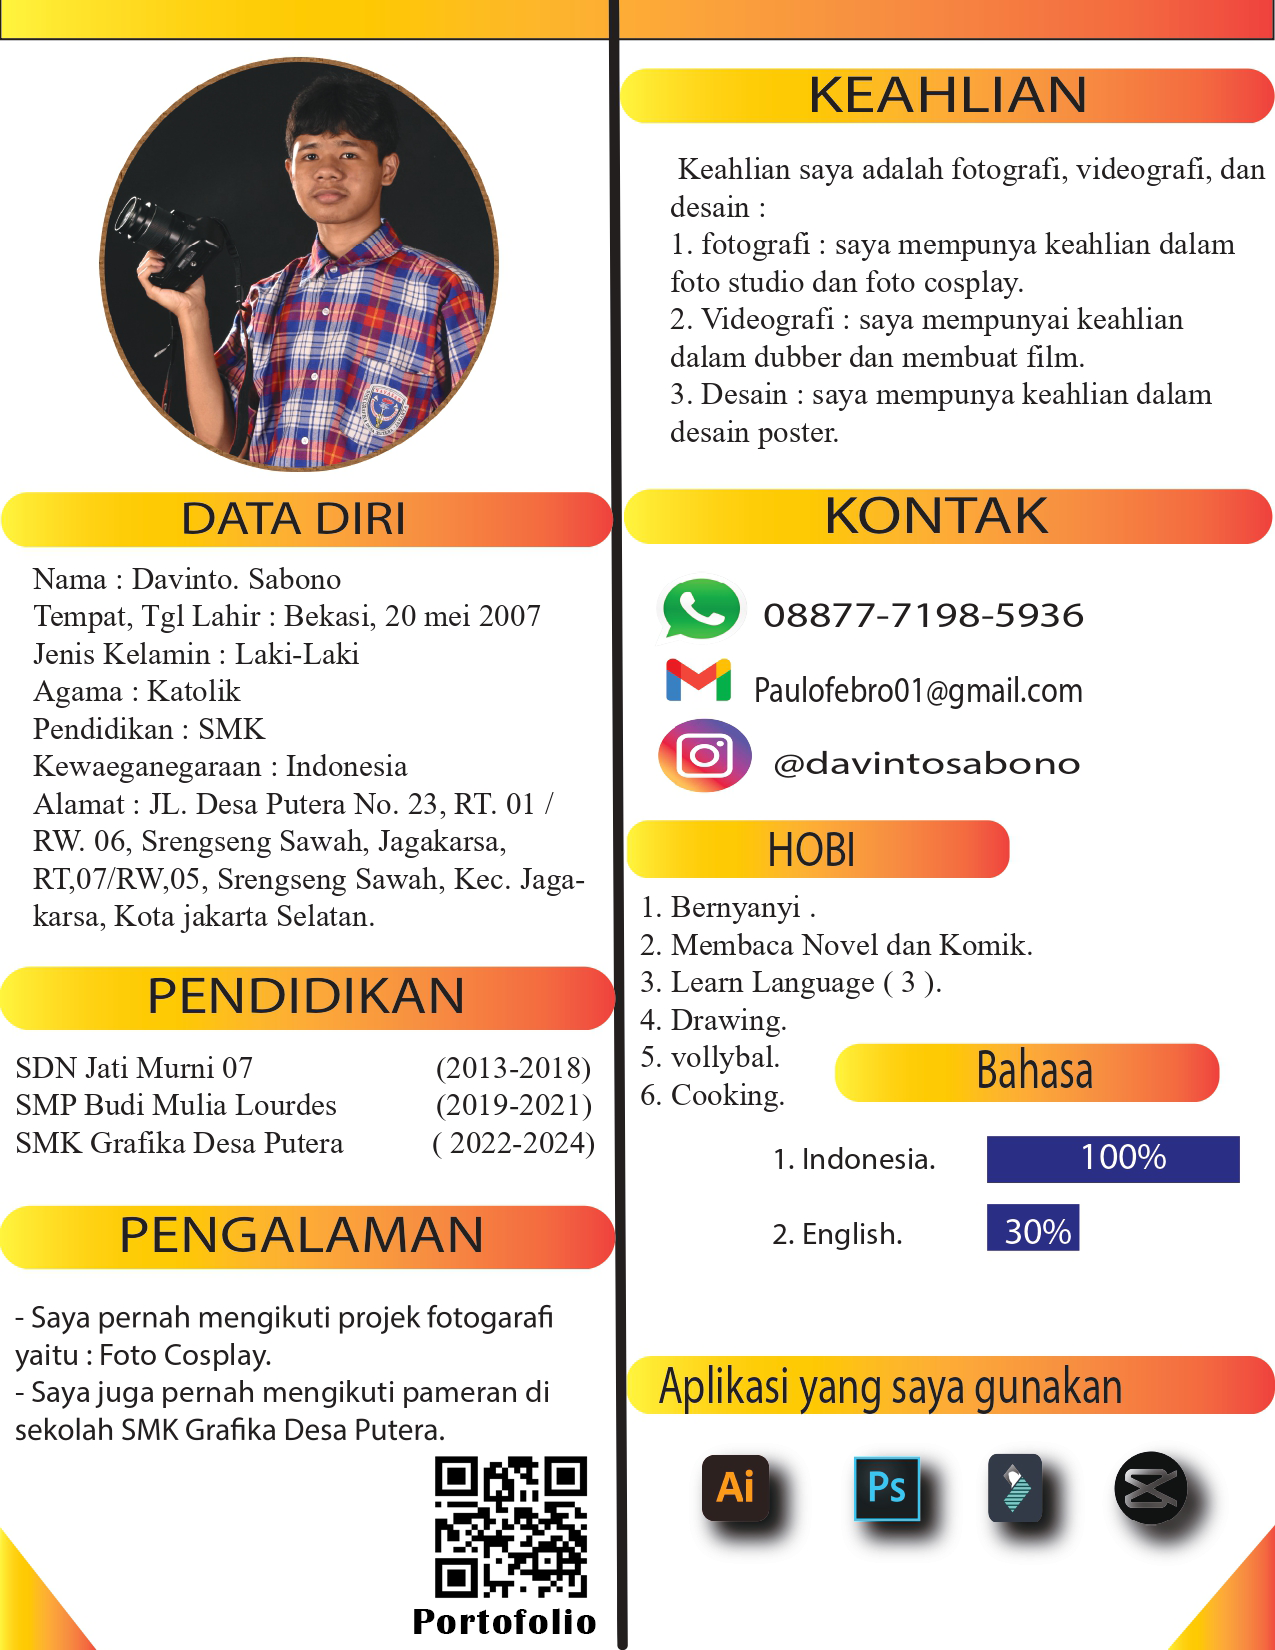 DATA DIRI
Nama : Davinto. Sabono
Tempat, Tgl Lahir : Bekasi, 20 mei 2007
Jenis Kelamin : Laki-Laki
Agama : Katolik
Pendidikan : SMK
Kewaeganegaraan : Indonesia
Alamat : JL. Desa Putera No. 23, RT. 01 /
RW. 06, Srengseng Sawah, Jagakarsa,
RT,07/RW,05, Srengseng Sawah, Kec. Jaga-
karsa, Kota jakarta Selatan.
PENDIDIKAN
SDN Jati Murni 07 (2013-2018)
SMP Budi Mulia Lourdes (2019-2021)
SMK Grafika Desa Putera ( 2022-2024)
PENGALAMAN
- Saya pernah mengikuti projek fotogarafi
yaitu : Foto Cosplay.
- Saya juga pernah mengikuti pameran di
sekolah SMK Grafika Desa Putera.
Portofolio
KEAHLIAN
Keahlian saya adalah fotografi, videografi, dan
desain :
1. fotografi : saya mempunya keahlian dalam
foto studio dan foto cosplay.
2. Videografi : saya mempunyai keahlian
dalam dubber dan membuat film.
3. Desain : saya mempunya keahlian dalam
desain poster.
KONTAK
08877-7198-5936
Paulofebro01@gmail.com
@davintosabono
HOBI
1. Bernyanyi .
2. Membaca Novel dan Komik.
3. Learn Language ( 3 ).
4. Drawing.
5. vollybal.
6. Cooking.
Bahasa
1. Indonesia. 100%
2. English. 30%
Aplikasi yang saya gunakan
Ai
Ps